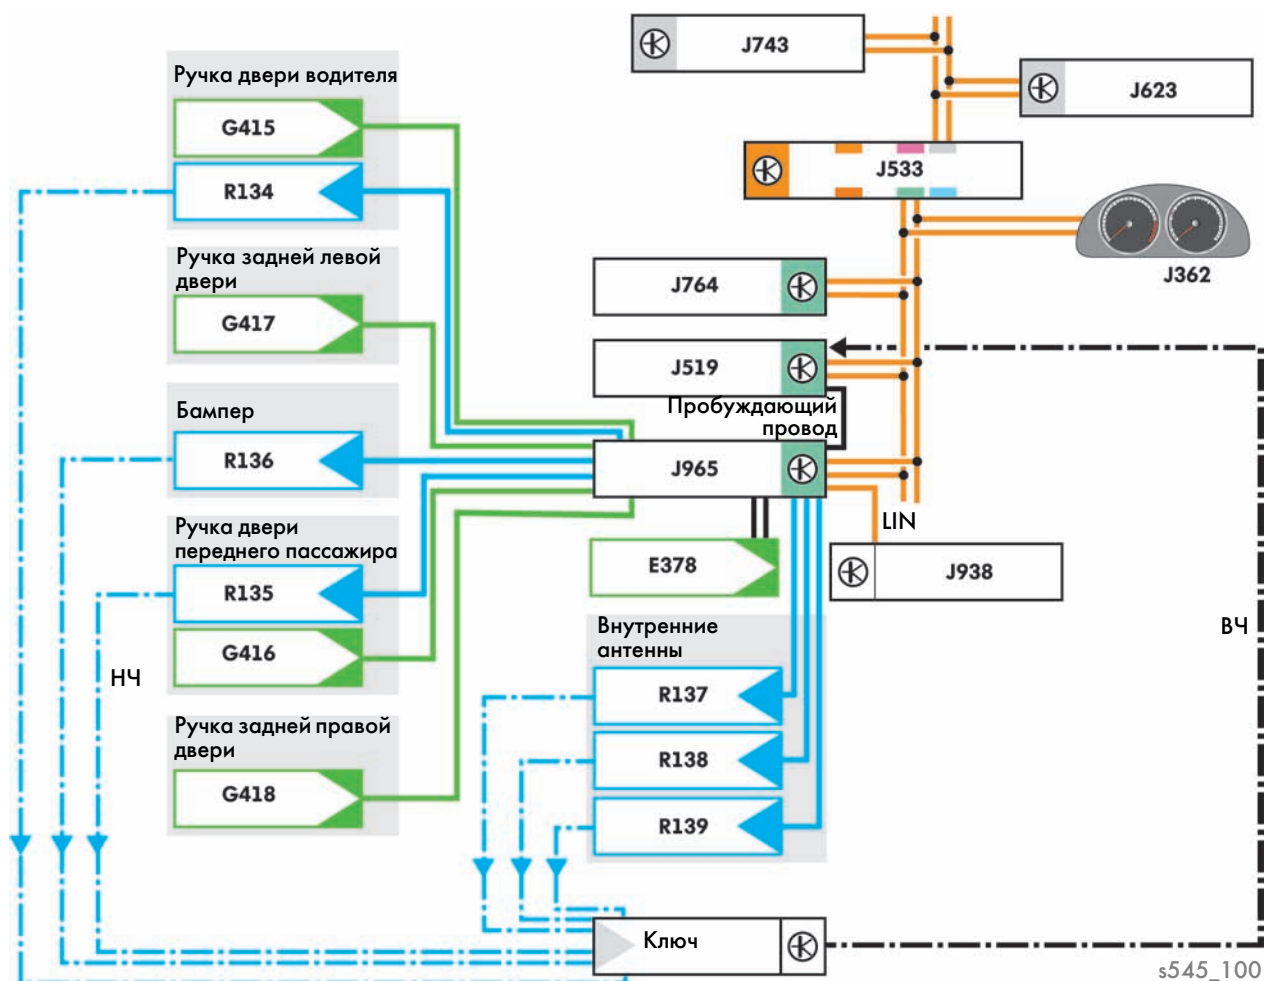 Ручка двери водителя
G415
R134
Ручка задней левой
двери
G417
Бампер
R136
Ручка двери
переднего пассажира
R135
G416
НЧ
Ручка задней правой
двери
G418
J743
J623
J533
J362
J764
J519
Пробуждающий
провод
J965
LIN
E378
J938
Внутренние
антенны
R137
R138
R139
ВЧ
Ключ
s545_100